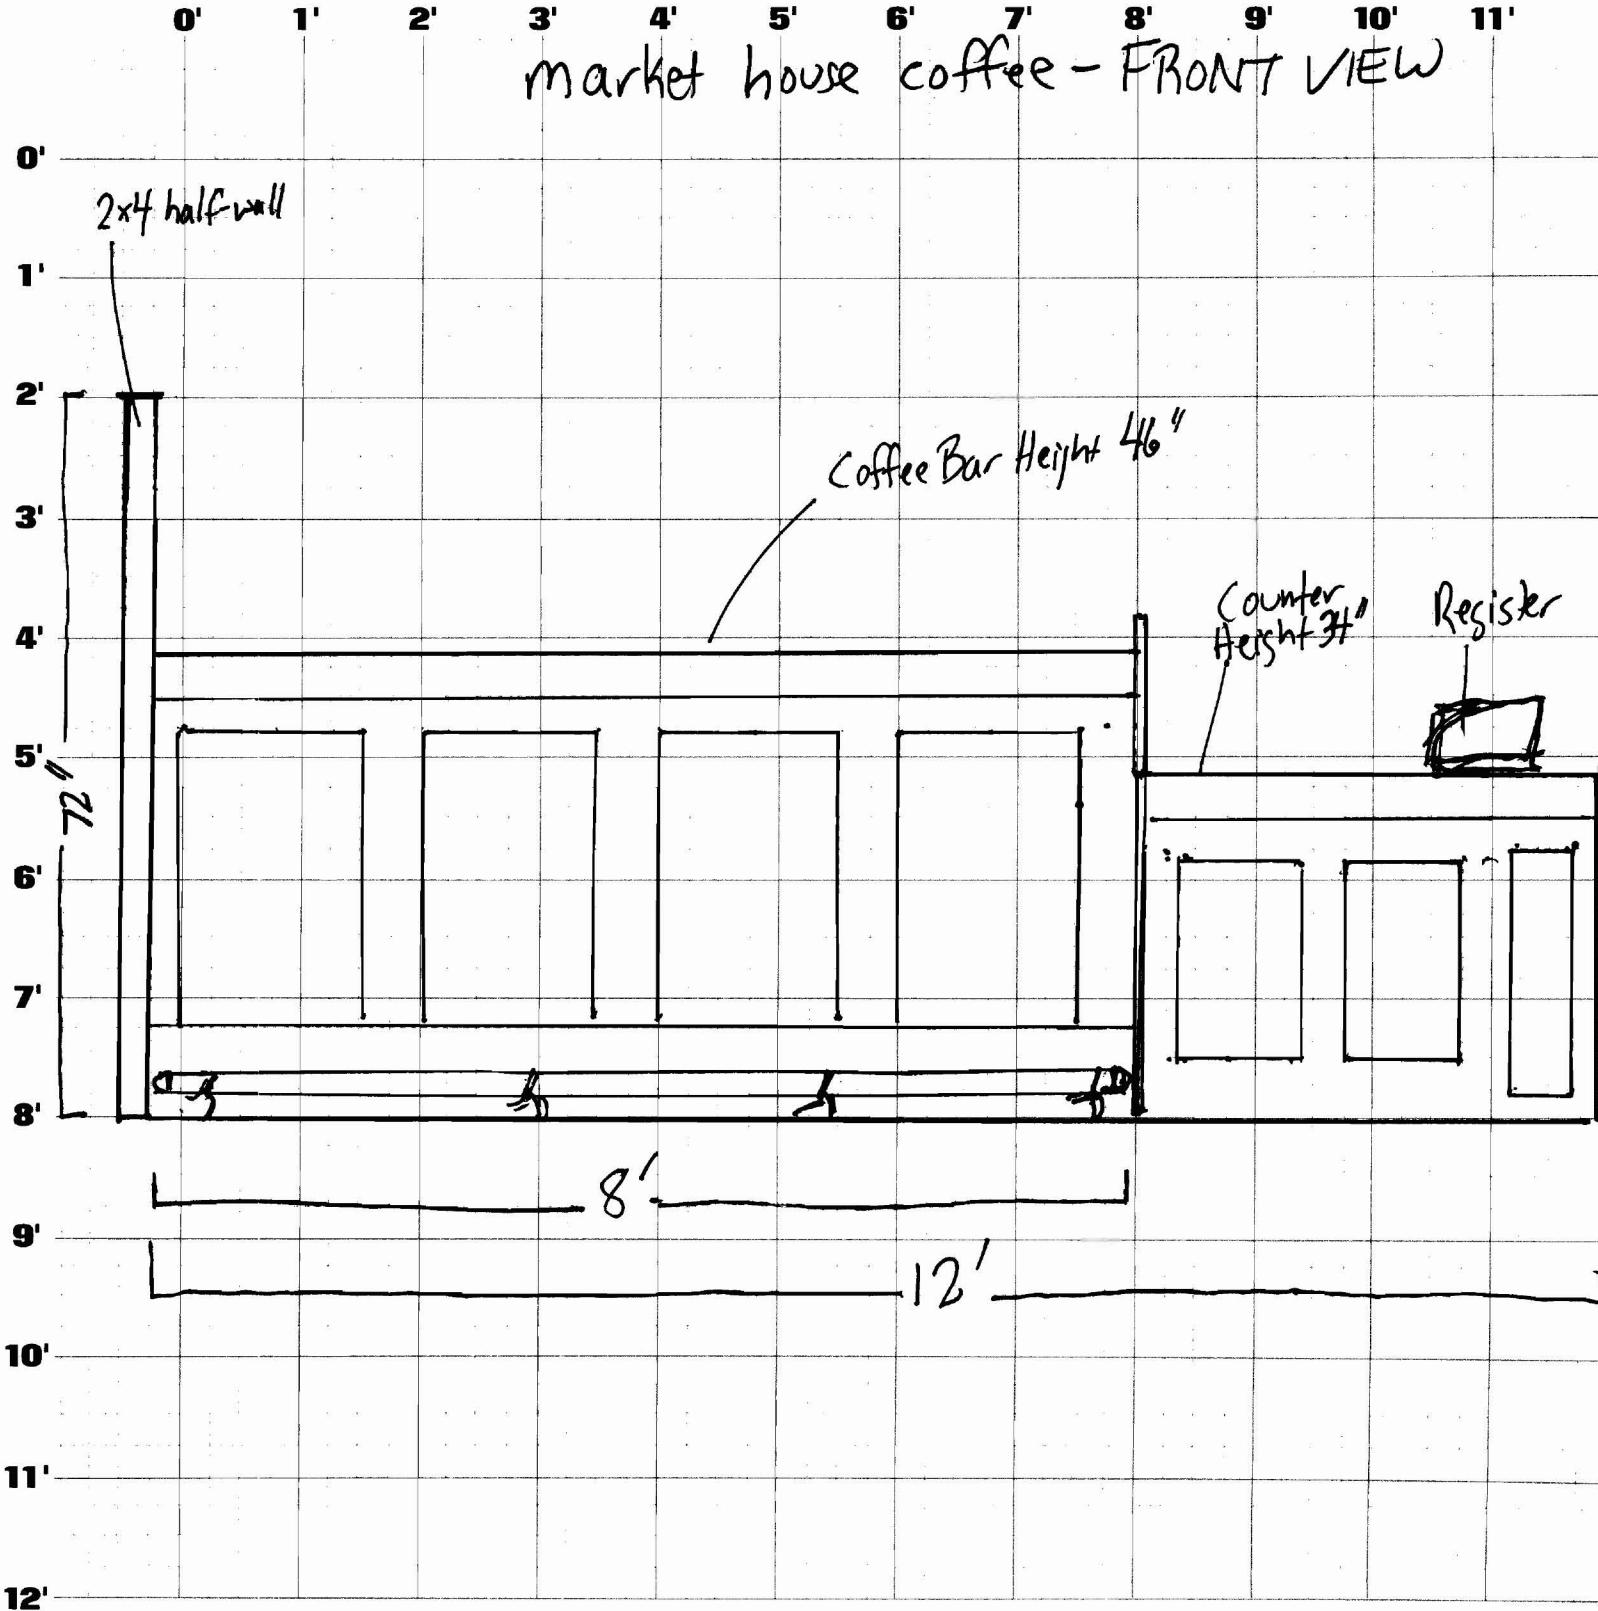 0' 1' 2' 3' 4' 5' 6' 7' 8' 9' 10' 11'
market house coffee - FRONT VIEW
0'
2x4 half-wall
1'
2'
Coffee Bar Height 46"
3'
Counter
Height 34"
Register
4'
5'
72"
6'
7'
8'
8'
9'
12'
10'
11'
12'